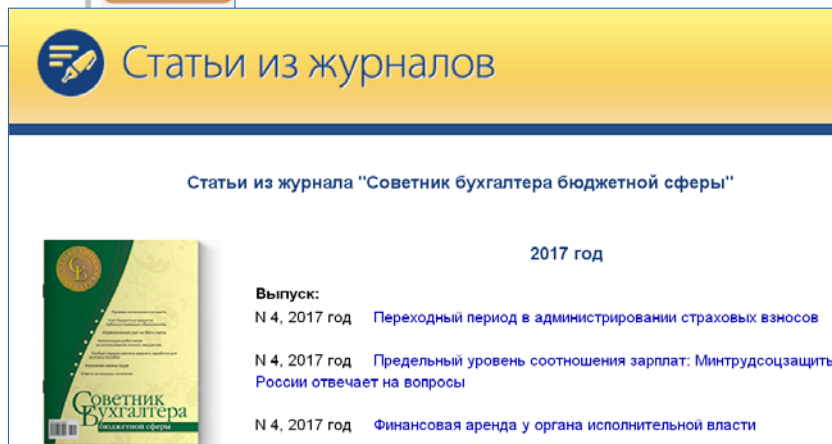 Статьи из журналов
Статьи из журнала "Советник бухгалтера бюджетной сферы"
2017 год
Выпуск:
N 4, 2017 год Переходный период в администрировании страховых взносов
N 4, 2017 год Предельный уровень соотношения зарплат: Минтрудсоцзащиты
России отвечает на вопросы
N 4, 2017 год Финансовая аренда у органа исполнительной власти
Советник
Бухгалтера
бюджетной сферы